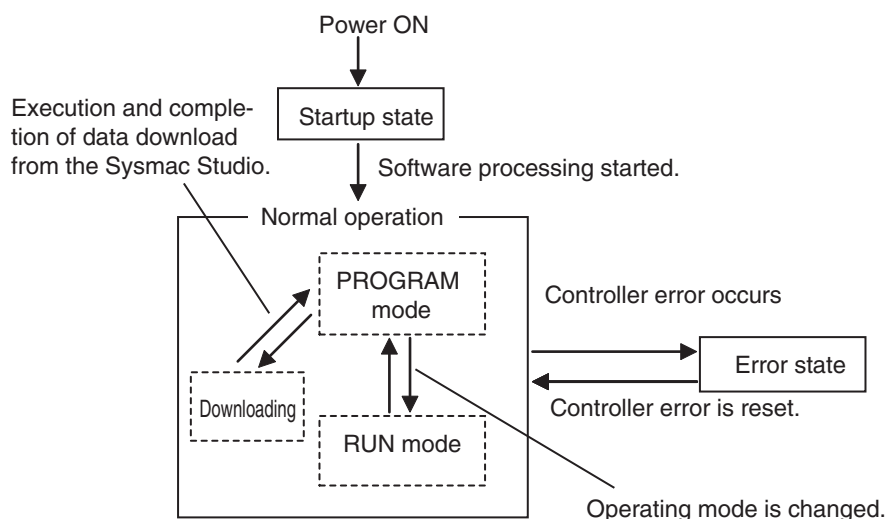 Power ON
Execution and comple-
tion of data download
from the Sysmac Studio.
Startup state
Software processing started.
Normal operation
PROGRAM
mode
Controller error occurs
Error state
Controller error is reset.
Downloading
RUN mode
Operating mode is changed.